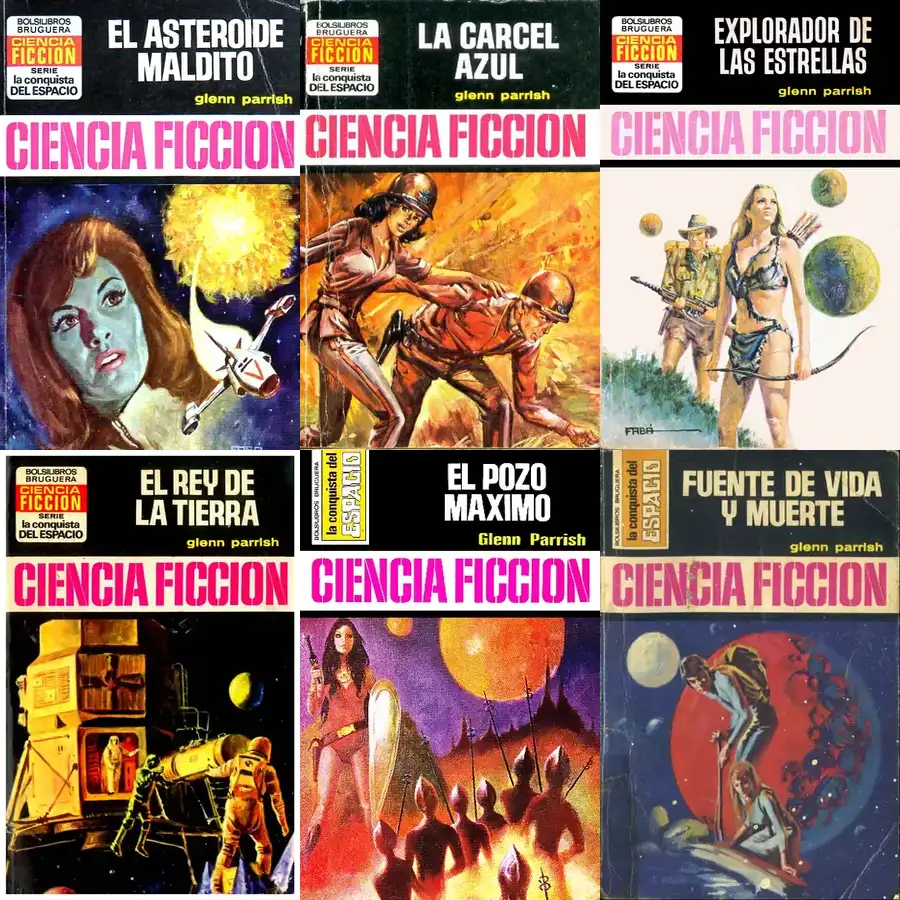 BOLSILIBROS
BRUGUERA
CIENCIA
FICCION
SERIE
la conquista
DEL ESPACIO
EL ASTEROIDE
MALDITO
glenn parrish
CIENCIA FICCION
BOLSILIBROS
BRUGUERA
CIENCIA
FICCION
SERIE
la conquista
DEL ESPACIO
LA CARCEL
AZUL
glenn parrish
CIENCIA FICCION
BOLSILIBROS
BRUGUERA
CIENCIA
FICCION
SERIE
la conquista
DEL ESPACIO
EXPLORADOR DE
LAS ESTRELLAS
glenn parrish
CIENCIA FICCION
FABÁ
BOLSILIBROS
BRUGUERA
CIENCIA
FICCION
SERIE
la conquista
DEL ESPACIO
EL REY DE
LA TIERRA
glenn parrish
CIENCIA FICCION
BOLSILIBROS BRUGUERA
la conquista del
ESPACIO
EL POZO
MAXIMO
Glenn Parrish
CIENCIA FICCION
BOLSILIBROS BRUGUERA
la conquista del
ESPACIO
FUENTE DE VIDA
Y MUERTE
glenn parrish
CIENCIA FICCION